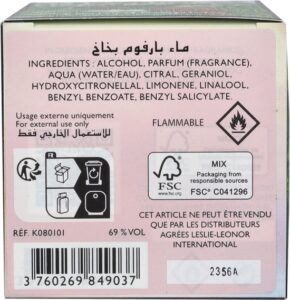 ماء بارفوم بخاخ
INGREDIENTS : ALCOHOL, PARFUM (FRAGRANCE),
AQUA (WATER/EAU), CITRAL, GERANIOL,
HYDROXYCITRONELLAL, LIMONENE, LINALOOL,
BENZYL BENZOATE, BENZYL SALICYLATE.
Usage externe uniquement
For external use only
للاستعمال الخارجي فقط
FLAMMABLE
FR
FSC
MIX
Packaging from
responsible sources
FSC® C041296
CET ARTICLE NE PEUT ÊTRE VENDU
QUE PAR LES DISTRIBUTEURS
AGRÉES LESLIE-LEONOR
INTERNATIONAL
RÉF. K080101
69 % VOL
3 760269 849037
2356A